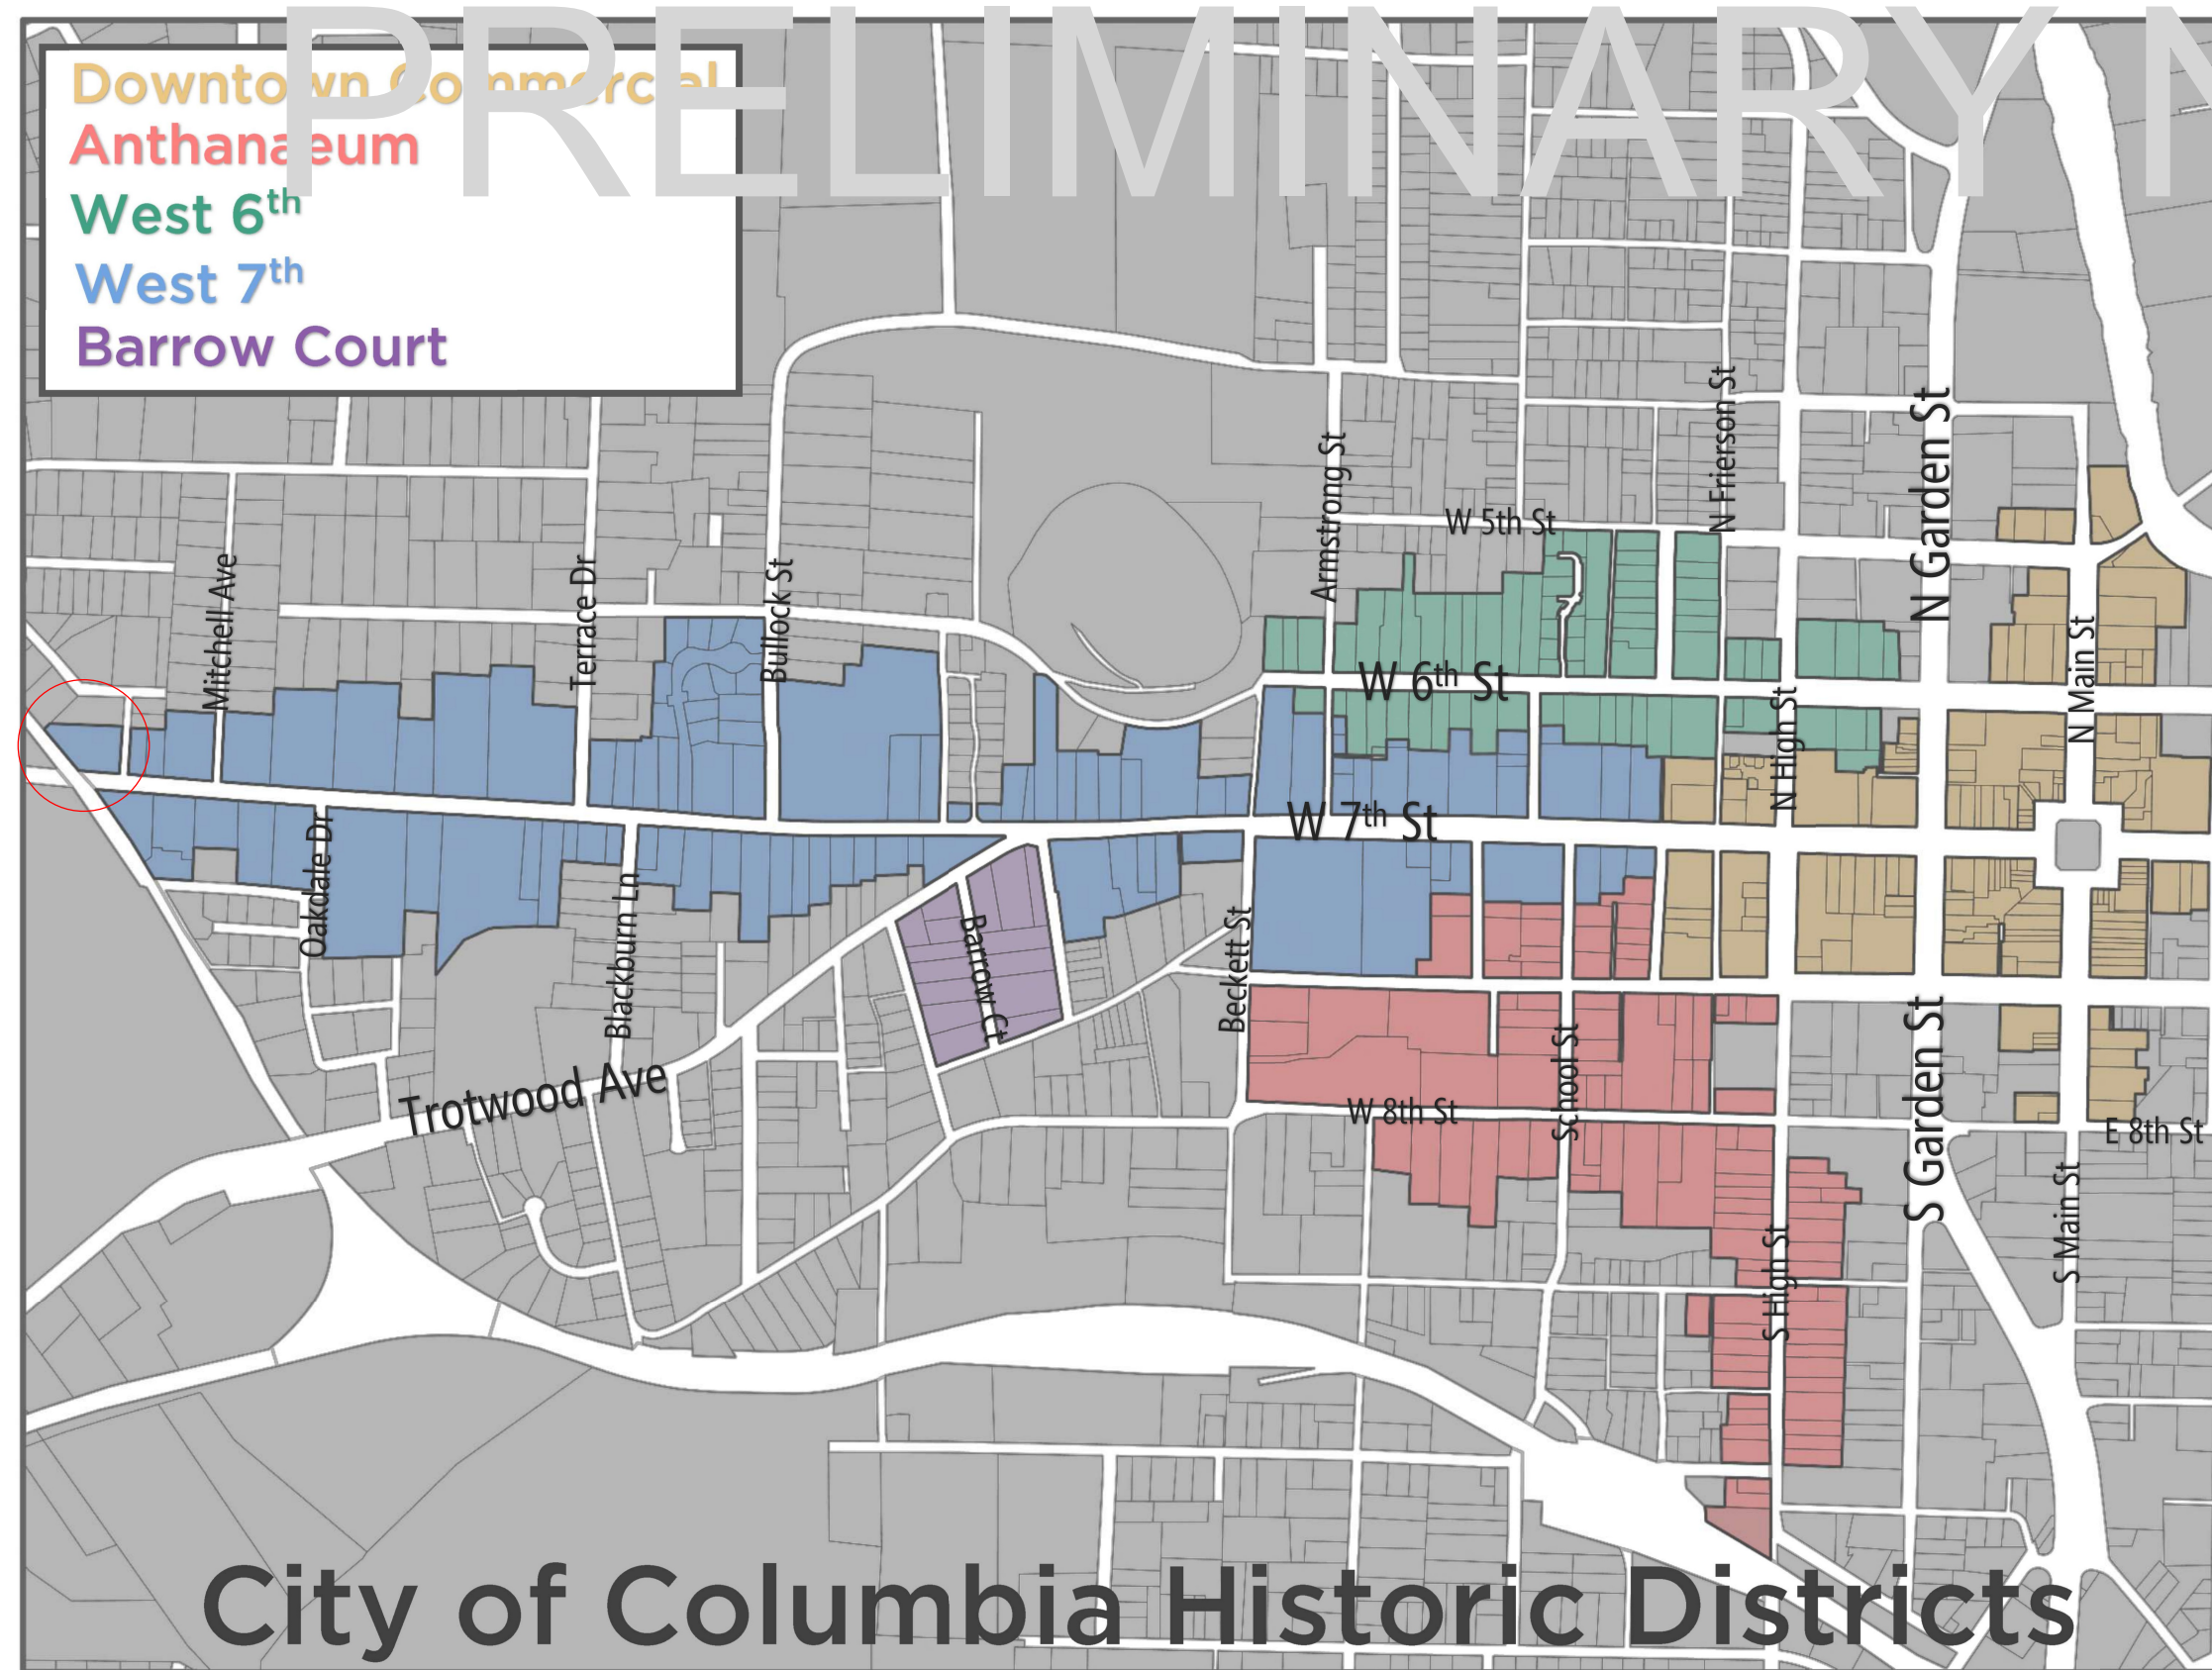 PRELIMINARY
Downtown Commercial
Anthanaeum
West 6th
West 7th
Barrow Court
N Frierson St
N Garden St
Armstrong St
W 5th St
Mitchell Ave
Terrace Dr
Bullock St
N Main St
W 6th St
N High St
W 7th St
Oakdale Dr
Blackburn Ln
Barrow Ct
Beckett St
S Garden St
School St
Trotwood Ave
W 8th St
E 8th St
S Main St
S High St
City of Columbia Historic Districts